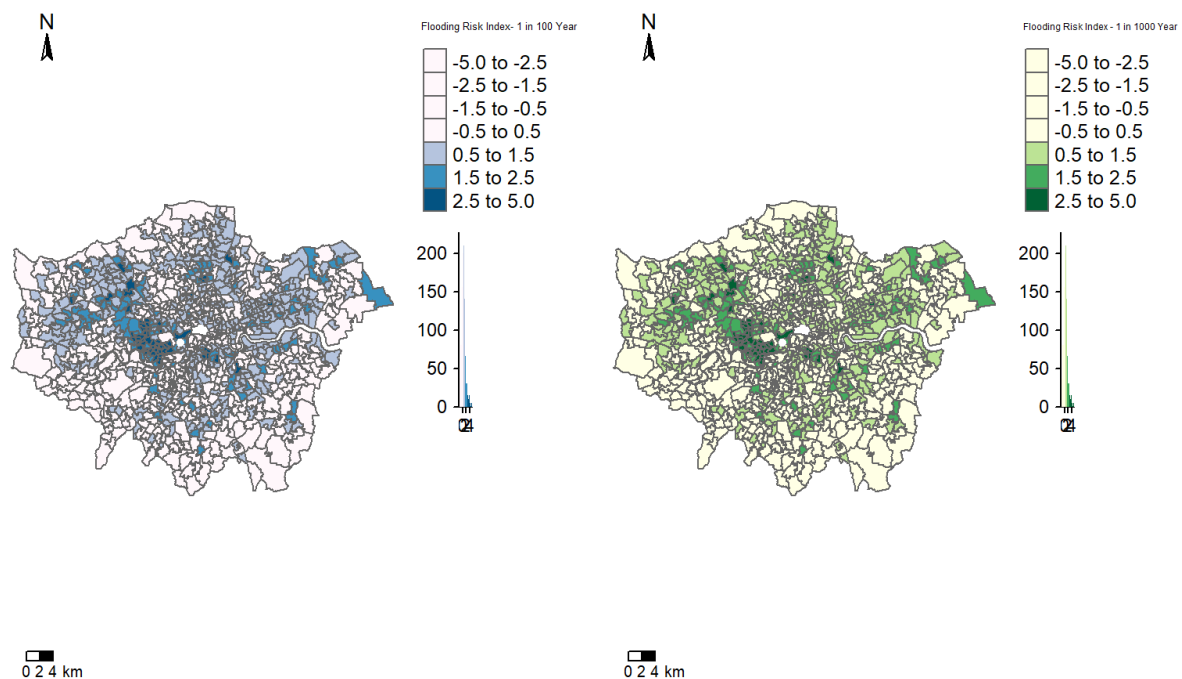 N
Flooding Risk Index- 1 in 100 Year
-5.0 to -2.5
-2.5 to -1.5
-1.5 to -0.5
-0.5 to 0.5
0.5 to 1.5
1.5 to 2.5
2.5 to 5.0
200
150
100
50
0
0 2 4 km
N
Flooding Risk Index - 1 in 1000 Year
-5.0 to -2.5
-2.5 to -1.5
-1.5 to -0.5
-0.5 to 0.5
0.5 to 1.5
1.5 to 2.5
2.5 to 5.0
200
150
100
50
0
0 2 4 km